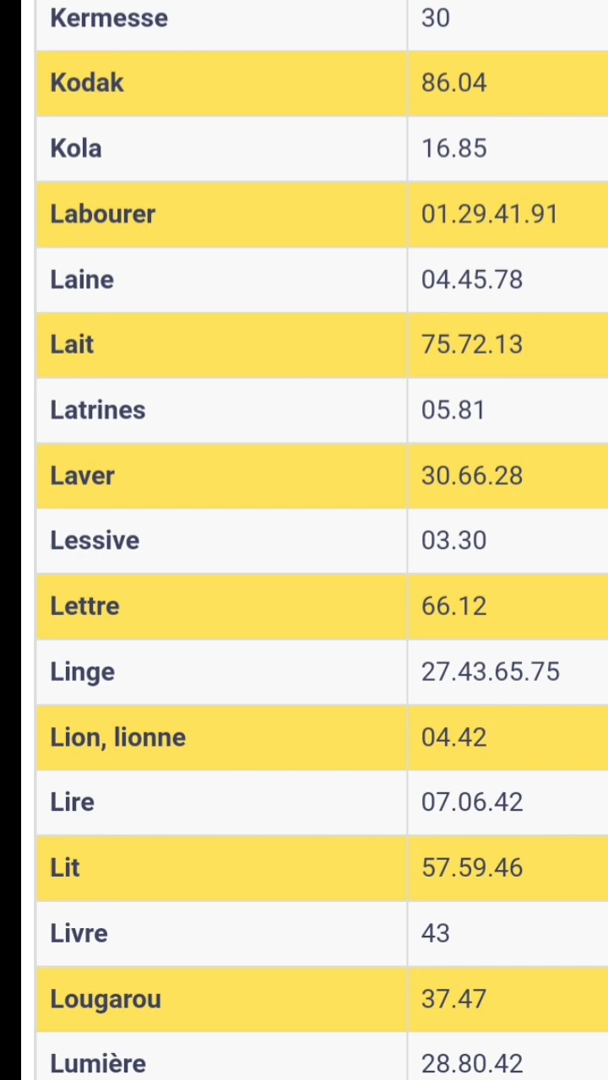 Kermesse 30
Kodak 86.04
Kola 16.85
Labourer 01.29.41.91
Laine 04.45.78
Lait 75.72.13
Latrines 05.81
Laver 30.66.28
Lessive 03.30
Lettre 66.12
Linge 27.43.65.75
Lion, lionne 04.42
Lire 07.06.42
Lit 57.59.46
Livre 43
Lougarou 37.47
Lumière 28.80.42